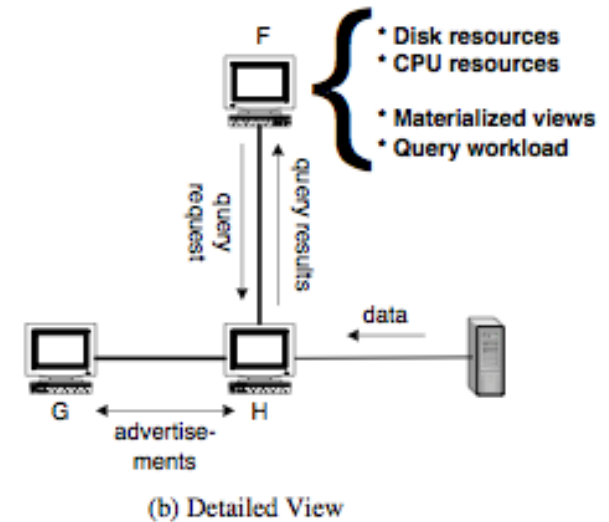 F
* Disk resources
* CPU resources
* Materialized views
* Query workload
query
request
query results
data
G
H
advertise-
ments
(b) Detailed View